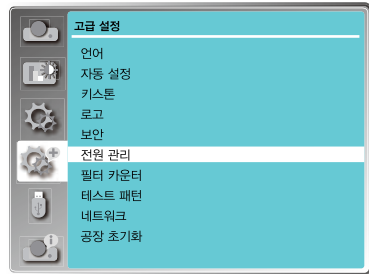 고급 설정
언어
자동 설정
키스톤
로고
보안
전원 관리
필터 카운터
테스트 패턴
네트워크
공장 초기화